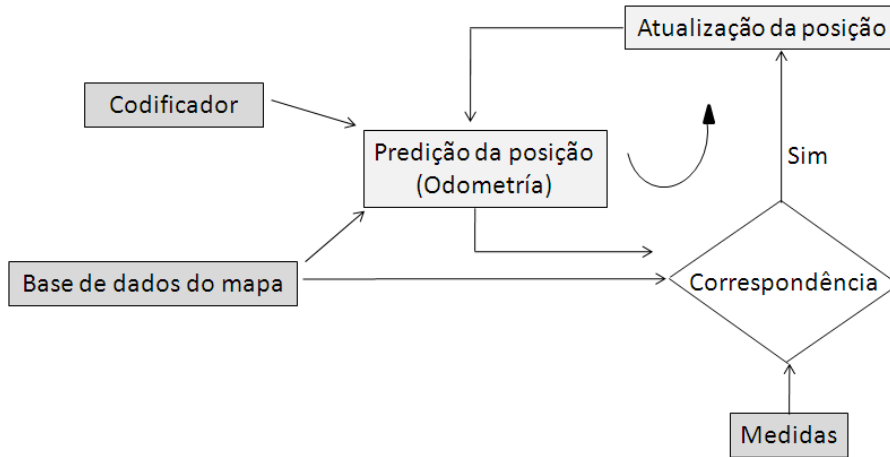 Atualização da posição
Codificador
Predição da posição
(Odometría)
Sim
Base de dados do mapa
Correspondência
Medidas